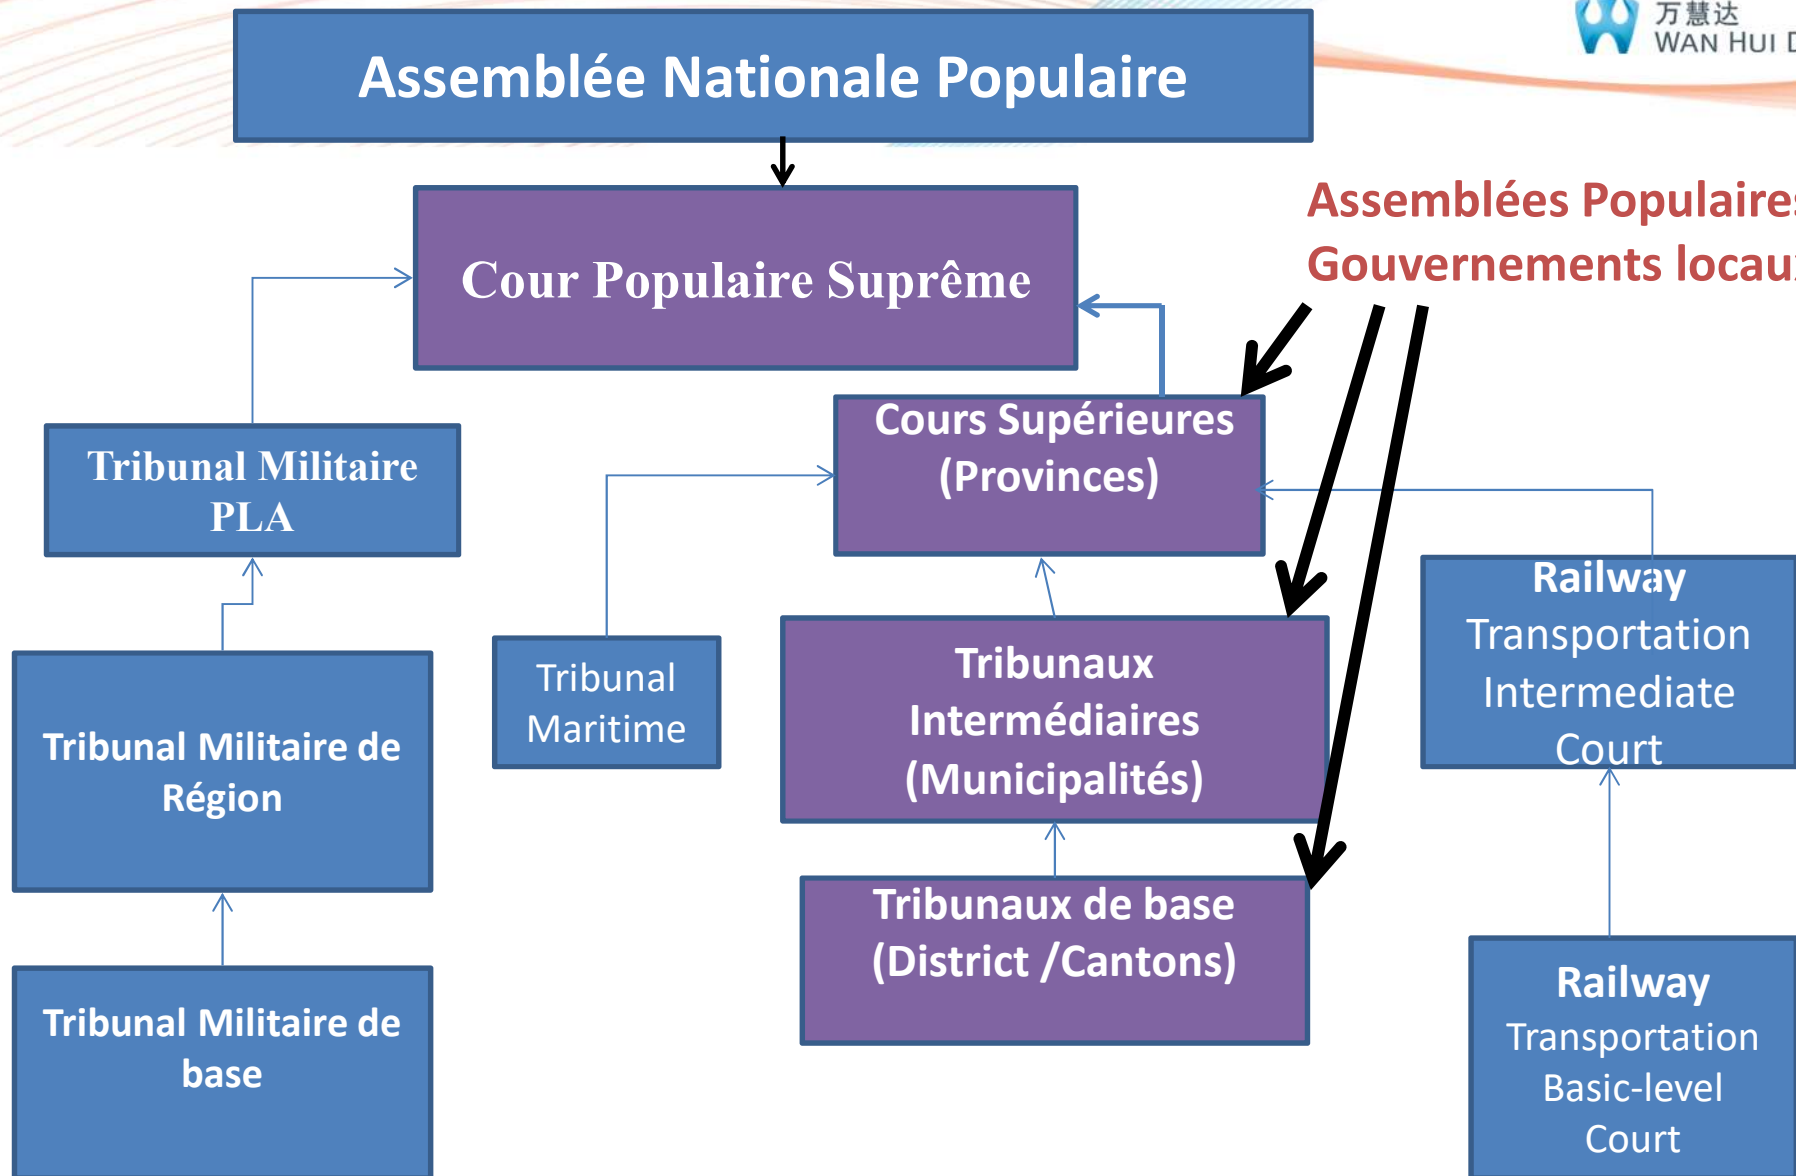 万慧达
WAN HUI
Assemblée Nationale Populaire
Assemblées Populaires
Gouvernements locaux
Cour Populaire Suprême
Cours Supérieures
(Provinces)
Tribunal Militaire
PLA
Railway
Transportation
Intermediate
Court
Tribunal
Maritime
Tribunaux
Intermédiaires
(Municipalités)
Tribunal Militaire de
Région
Tribunaux de base
(District /Cantons)
Railway
Transportation
Basic-level
Court
Tribunal Militaire de
base